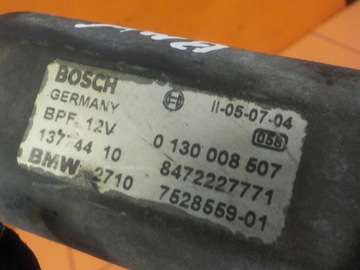 BOSCH II-05-07-04
GERMANY 058
BPF 12V 0 130 008 507
137 44 10 8472227771
BMW 2710 7528559-01